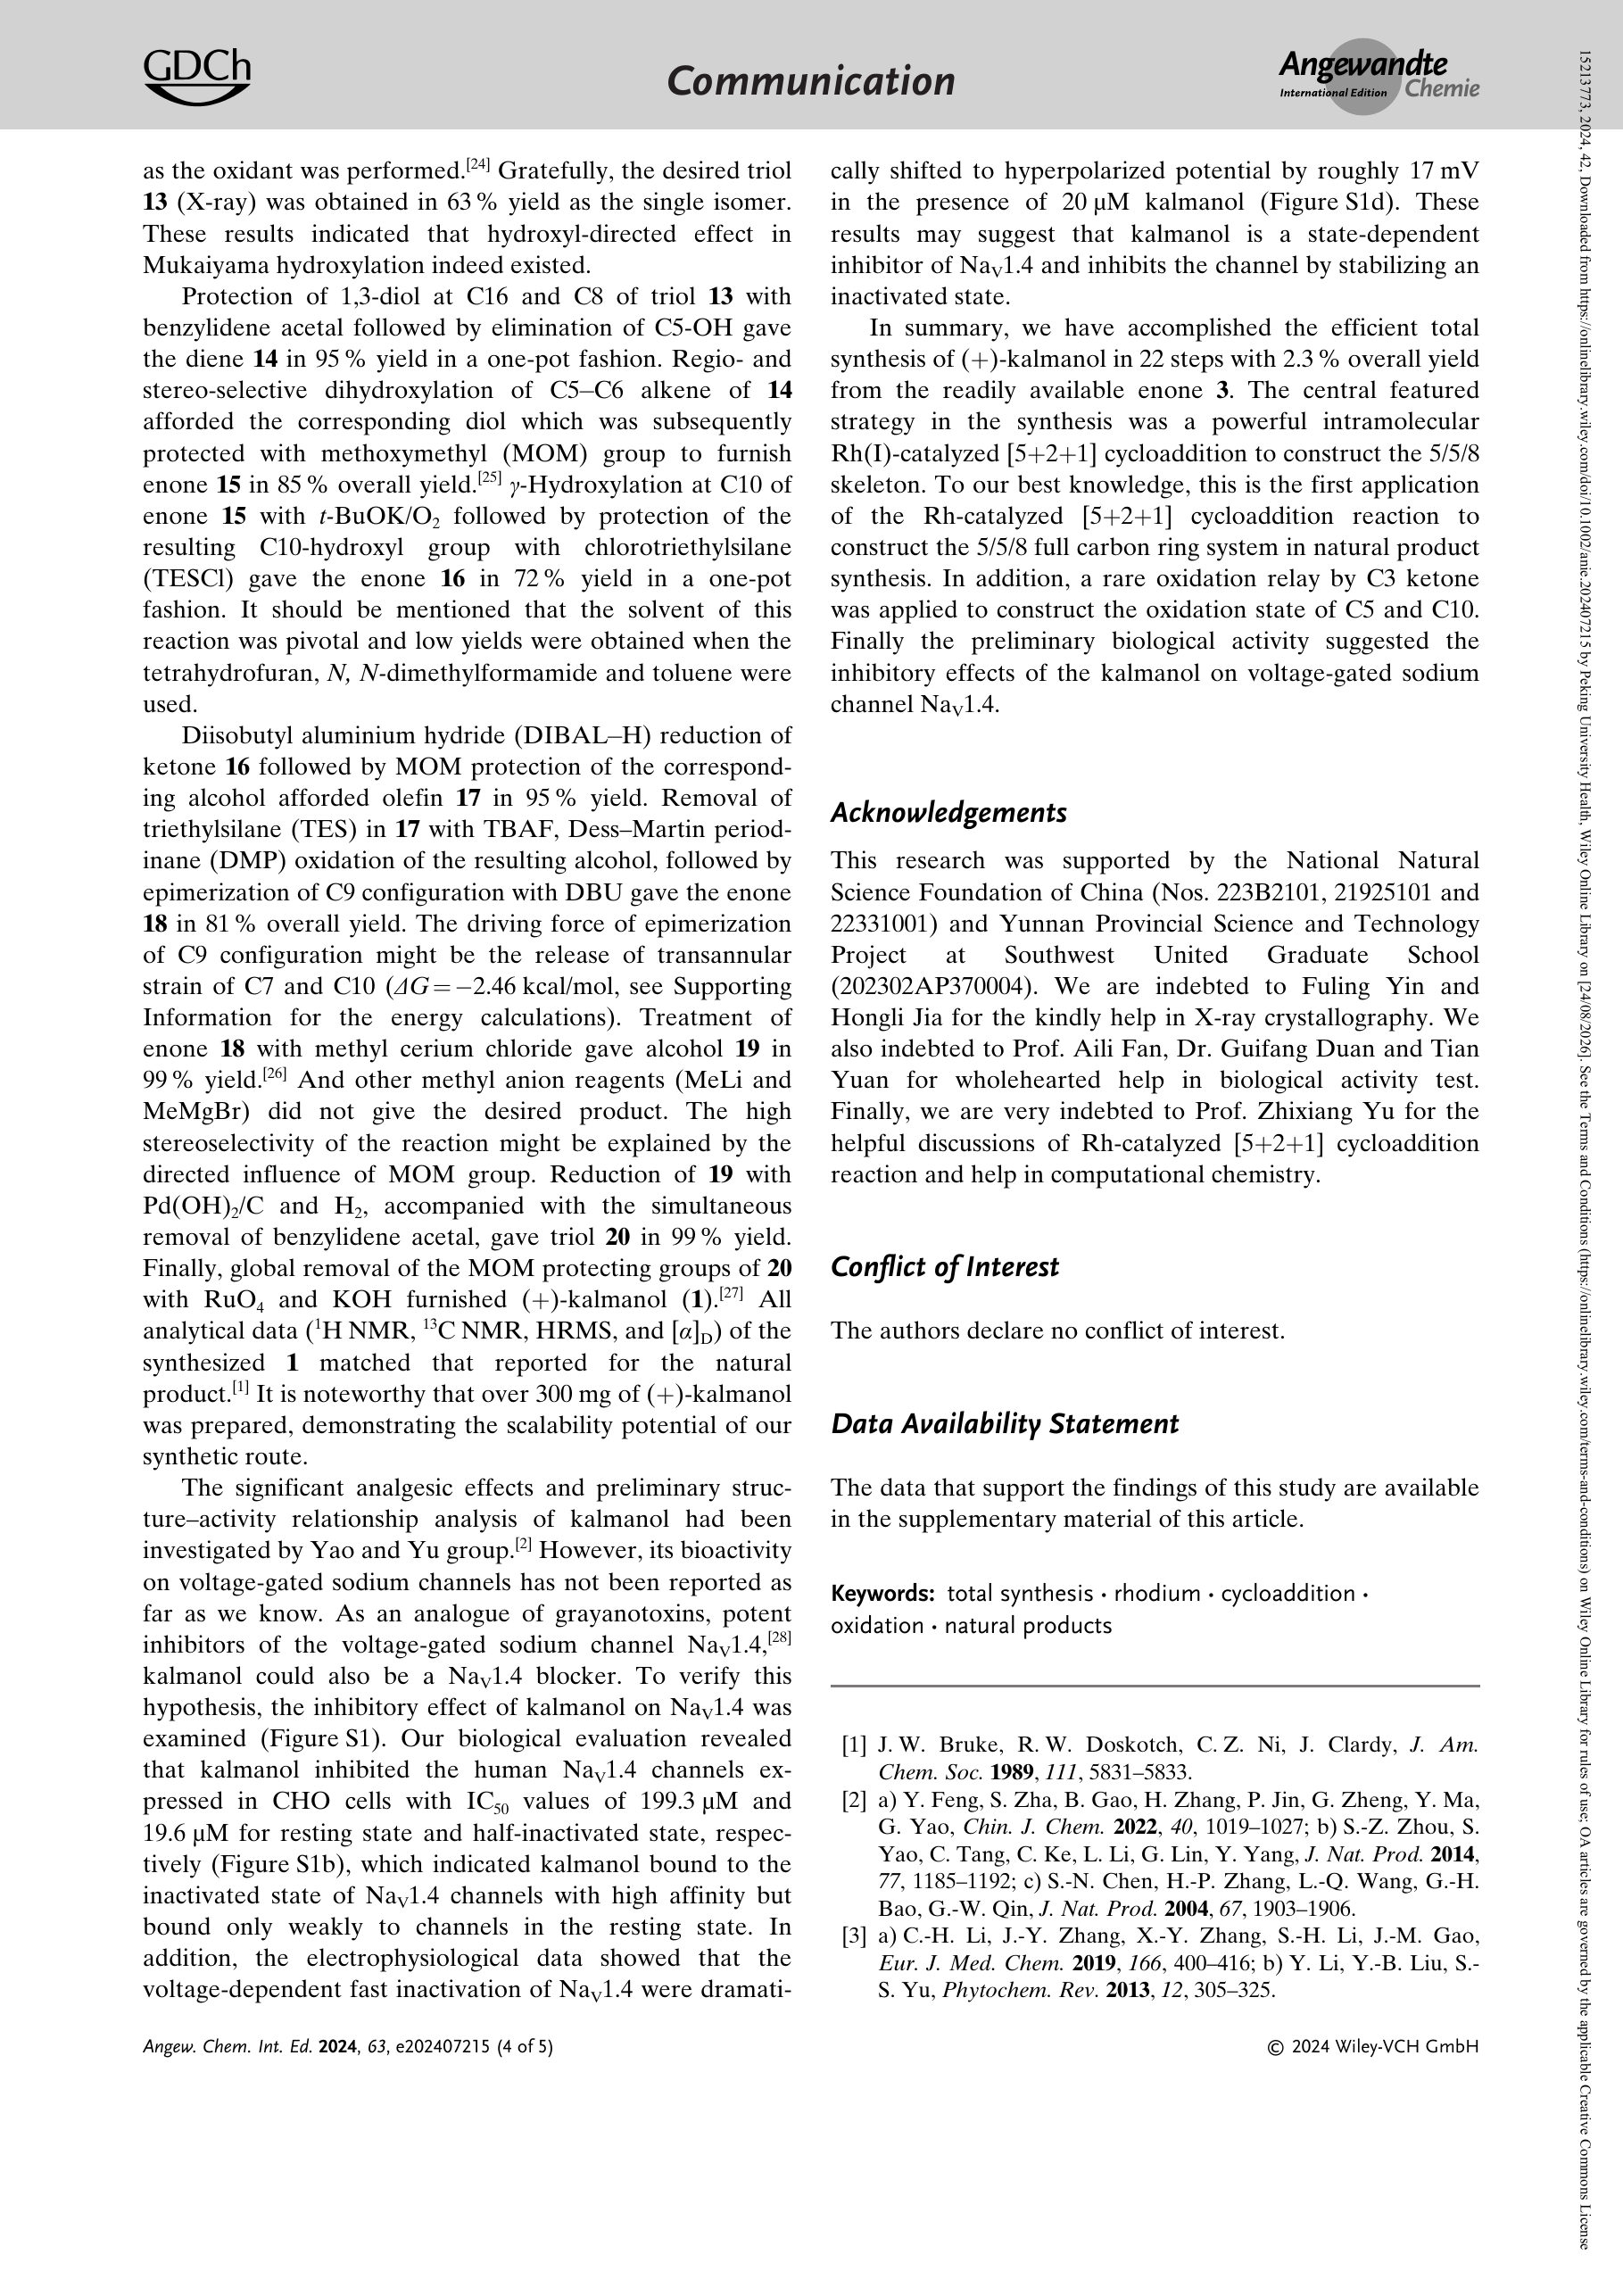 GDCh
Communication
Angewandte
International Edition Chemie
as the oxidant was performed.[24] Gratefully, the desired triol
13 (X-ray) was obtained in 63 % yield as the single isomer.
These results indicated that hydroxyl-directed effect in
Mukaiyama hydroxylation indeed existed.
Protection of 1,3-diol at C16 and C8 of triol 13 with
benzylidene acetal followed by elimination of C5-OH gave
the diene 14 in 95 % yield in a one-pot fashion. Regio- and
stereo-selective dihydroxylation of C5–C6 alkene of 14
afforded the corresponding diol which was subsequently
protected with methoxymethyl (MOM) group to furnish
enone 15 in 85 % overall yield.[25] γ-Hydroxylation at C10 of
enone 15 with t-BuOK/O2 followed by protection of the
resulting C10-hydroxyl group with chlorotriethylsilane
(TESCl) gave the enone 16 in 72 % yield in a one-pot
fashion. It should be mentioned that the solvent of this
reaction was pivotal and low yields were obtained when the
tetrahydrofuran, N, N-dimethylformamide and toluene were
used.
Diisobutyl aluminium hydride (DIBAL–H) reduction of
ketone 16 followed by MOM protection of the correspond-
ing alcohol afforded olefin 17 in 95 % yield. Removal of
triethylsilane (TES) in 17 with TBAF, Dess–Martin period-
inane (DMP) oxidation of the resulting alcohol, followed by
epimerization of C9 configuration with DBU gave the enone
18 in 81 % overall yield. The driving force of epimerization
of C9 configuration might be the release of transannular
strain of C7 and C10 (ΔG = −2.46 kcal/mol, see Supporting
Information for the energy calculations). Treatment of
enone 18 with methyl cerium chloride gave alcohol 19 in
99 % yield.[26] And other methyl anion reagents (MeLi and
MeMgBr) did not give the desired product. The high
stereoselectivity of the reaction might be explained by the
directed influence of MOM group. Reduction of 19 with
Pd(OH)2/C and H2, accompanied with the simultaneous
removal of benzylidene acetal, gave triol 20 in 99 % yield.
Finally, global removal of the MOM protecting groups of 20
with RuO4 and KOH furnished (+)-kalmanol (1).[27] All
analytical data (1H NMR, 13C NMR, HRMS, and [α]D) of the
synthesized 1 matched that reported for the natural
product.[1] It is noteworthy that over 300 mg of (+)-kalmanol
was prepared, demonstrating the scalability potential of our
synthetic route.
The significant analgesic effects and preliminary struc-
ture–activity relationship analysis of kalmanol had been
investigated by Yao and Yu group.[2] However, its bioactivity
on voltage-gated sodium channels has not been reported as
far as we know. As an analogue of grayanotoxins, potent
inhibitors of the voltage-gated sodium channel NaV1.4,[28]
kalmanol could also be a NaV1.4 blocker. To verify this
hypothesis, the inhibitory effect of kalmanol on NaV1.4 was
examined (Figure S1). Our biological evaluation revealed
that kalmanol inhibited the human NaV1.4 channels ex-
pressed in CHO cells with IC50 values of 199.3 μM and
19.6 μM for resting state and half-inactivated state, respec-
tively (Figure S1b), which indicated kalmanol bound to the
inactivated state of NaV1.4 channels with high affinity but
bound only weakly to channels in the resting state. In
addition, the electrophysiological data showed that the
voltage-dependent fast inactivation of NaV1.4 were dramati-
cally shifted to hyperpolarized potential by roughly 17 mV
in the presence of 20 μM kalmanol (Figure S1d). These
results may suggest that kalmanol is a state-dependent
inhibitor of NaV1.4 and inhibits the channel by stabilizing an
inactivated state.
In summary, we have accomplished the efficient total
synthesis of (+)-kalmanol in 22 steps with 2.3 % overall yield
from the readily available enone 3. The central featured
strategy in the synthesis was a powerful intramolecular
Rh(I)-catalyzed [5+2+1] cycloaddition to construct the 5/5/8
skeleton. To our best knowledge, this is the first application
of the Rh-catalyzed [5+2+1] cycloaddition reaction to
construct the 5/5/8 full carbon ring system in natural product
synthesis. In addition, a rare oxidation relay by C3 ketone
was applied to construct the oxidation state of C5 and C10.
Finally the preliminary biological activity suggested the
inhibitory effects of the kalmanol on voltage-gated sodium
channel NaV1.4.
Acknowledgements
This research was supported by the National Natural
Science Foundation of China (Nos. 223B2101, 21925101 and
22331001) and Yunnan Provincial Science and Technology
Project at Southwest United Graduate School
(202302AP370004). We are indebted to Fuling Yin and
Hongli Jia for the kindly help in X-ray crystallography. We
also indebted to Prof. Aili Fan, Dr. Guifang Duan and Tian
Yuan for wholehearted help in biological activity test.
Finally, we are very indebted to Prof. Zhixiang Yu for the
helpful discussions of Rh-catalyzed [5+2+1] cycloaddition
reaction and help in computational chemistry.
Conflict of Interest
The authors declare no conflict of interest.
Data Availability Statement
The data that support the findings of this study are available
in the supplementary material of this article.
Keywords: total synthesis · rhodium · cycloaddition ·
oxidation · natural products
[1] J. W. Bruke, R. W. Doskotch, C. Z. Ni, J. Clardy, J. Am.
Chem. Soc. 1989, 111, 5831–5833.
[2] a) Y. Feng, S. Zha, B. Gao, H. Zhang, P. Jin, G. Zheng, Y. Ma,
G. Yao, Chin. J. Chem. 2022, 40, 1019–1027; b) S.-Z. Zhou, S.
Yao, C. Tang, C. Ke, L. Li, G. Lin, Y. Yang, J. Nat. Prod. 2014,
77, 1185–1192; c) S.-N. Chen, H.-P. Zhang, L.-Q. Wang, G.-H.
Bao, G.-W. Qin, J. Nat. Prod. 2004, 67, 1903–1906.
[3] a) C.-H. Li, J.-Y. Zhang, X.-Y. Zhang, S.-H. Li, J.-M. Gao,
Eur. J. Med. Chem. 2019, 166, 400–416; b) Y. Li, Y.-B. Liu, S.-
S. Yu, Phytochem. Rev. 2013, 12, 305–325.
Angew. Chem. Int. Ed. 2024, 63, e202407215 (4 of 5)
© 2024 Wiley-VCH GmbH
15213773, 2024, 42, Downloaded from https://onlinelibrary.wiley.com/doi/10.1002/anie.202407215 by Peking University Health, Wiley Online Library on [24/08/2026]. See the Terms and Conditions (https://onlinelibrary.wiley.com/terms-and-conditions) on Wiley Online Library for rules of use; OA articles are governed by the applicable Creative Commons License